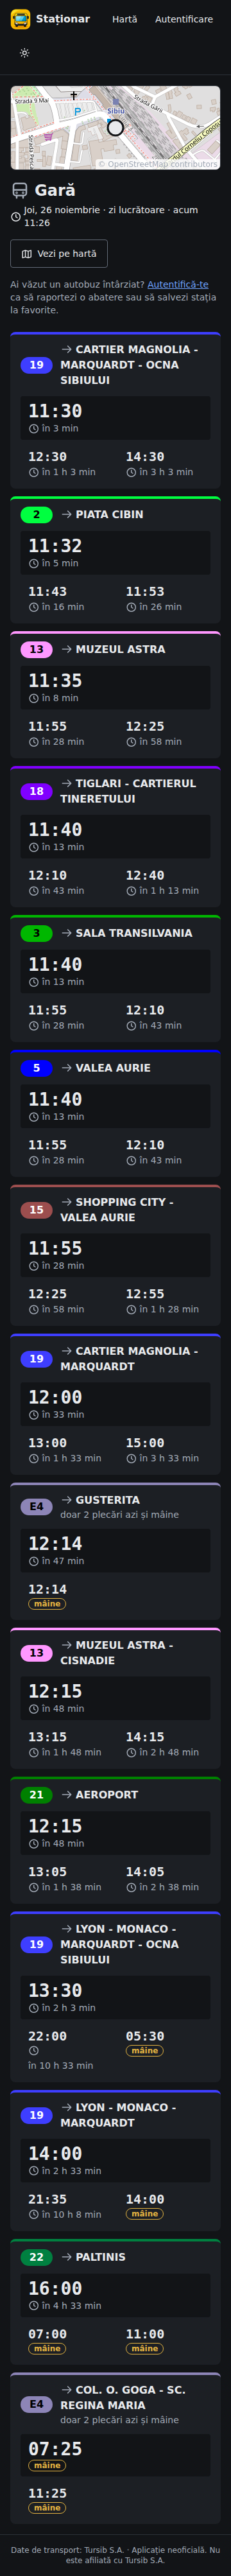 Staționar
Hartă
Autentificare
Strada 9 Mai
Sibiu
Strada Gării
P
© OpenStreetMap contributors
Gară
Joi, 26 noiembrie · zi lucrătoare · acum
11:26
Vezi pe hartă
Ai văzut un autobuz întârziat? Autentifică-te
ca să raportezi o abatere sau să salvezi stația
la favorite.
19
→ CARTIER MAGNOLIA -
MARQUARDT - OCNA
SIBIULUI
11:30
în 3 min
12:30
14:30
în 1 h 3 min
în 3 h 3 min
2
→ PIATA CIBIN
11:32
în 5 min
11:43
11:53
în 16 min
în 26 min
13
→ MUZEUL ASTRA
11:35
în 8 min
11:55
12:25
în 28 min
în 58 min
18
→ TIGLARI - CARTIERUL
TINERETULUI
11:40
în 13 min
12:10
12:40
în 43 min
în 1 h 13 min
3
→ SALA TRANSILVANIA
11:40
în 13 min
11:55
12:10
în 28 min
în 43 min
5
→ VALEA AURIE
11:40
în 13 min
11:55
12:10
în 28 min
în 43 min
15
→ SHOPPING CITY -
VALEA AURIE
11:55
în 28 min
12:25
12:55
în 58 min
în 1 h 28 min
19
→ CARTIER MAGNOLIA -
MARQUARDT
12:00
în 33 min
13:00
15:00
în 1 h 33 min
în 3 h 33 min
E4
→ GUSTERITA
doar 2 plecări azi și mâine
12:14
în 47 min
12:14
mâine
13
→ MUZEUL ASTRA -
CISNADIE
12:15
în 48 min
13:15
14:15
în 1 h 48 min
în 2 h 48 min
21
→ AEROPORT
12:15
în 48 min
13:05
14:05
în 1 h 38 min
în 2 h 38 min
19
→ LYON - MONACO -
MARQUARDT - OCNA
SIBIULUI
13:30
în 2 h 3 min
22:00
05:30
mâine
în 10 h 33 min
19
→ LYON - MONACO -
MARQUARDT
14:00
în 2 h 33 min
21:35
14:00
în 10 h 8 min
mâine
22
→ PALTINIS
16:00
în 4 h 33 min
07:00
11:00
mâine
mâine
E4
→ COL. O. GOGA - SC.
REGINA MARIA
doar 2 plecări azi și mâine
07:25
mâine
11:25
mâine
Date de transport: Tursib S.A. · Aplicație neoficială. Nu
este afiliată cu Tursib S.A.